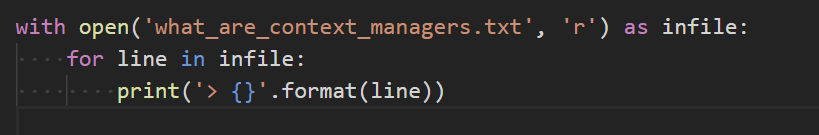 with open('what_are_context_managers.txt', 'r') as infile:
    for line in infile:
        print('> {}'.format(line))